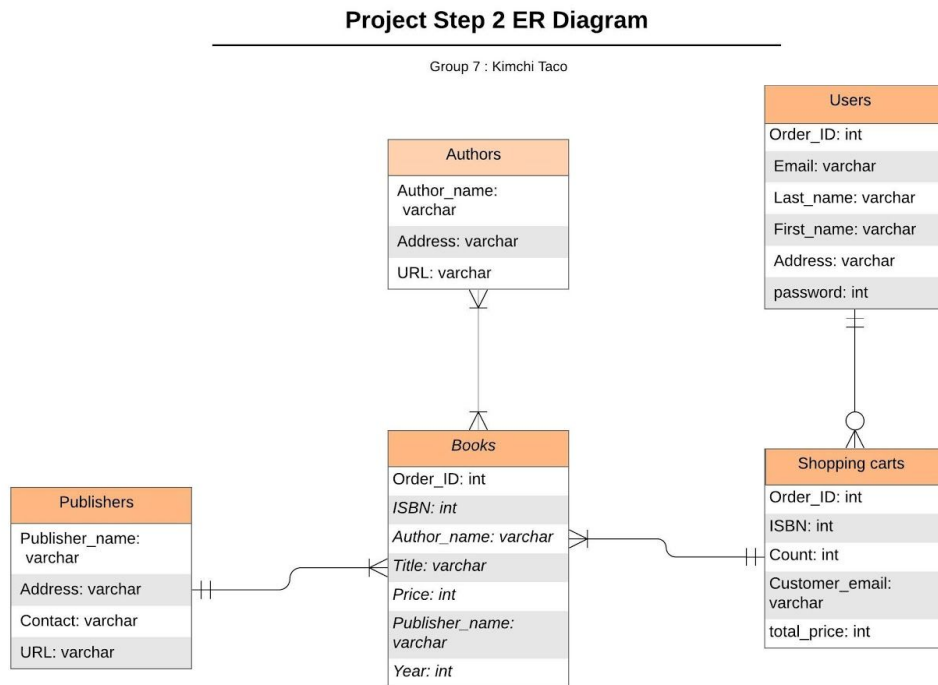 Project Step 2 ER Diagram
Group 7 : Kimchi Taco
Users
Order_ID: int
Email: varchar
Last_name: varchar
First_name: varchar
Address: varchar
password: int
Authors
Author_name:
varchar
Address: varchar
URL: varchar
Books
Order_ID: int
ISBN: int
Author_name: varchar
Title: varchar
Price: int
Publisher_name:
varchar
Year: int
Publishers
Publisher_name:
varchar
Address: varchar
Contact: varchar
URL: varchar
Shopping carts
Order_ID: int
ISBN: int
Count: int
Customer_email:
varchar
total_price: int